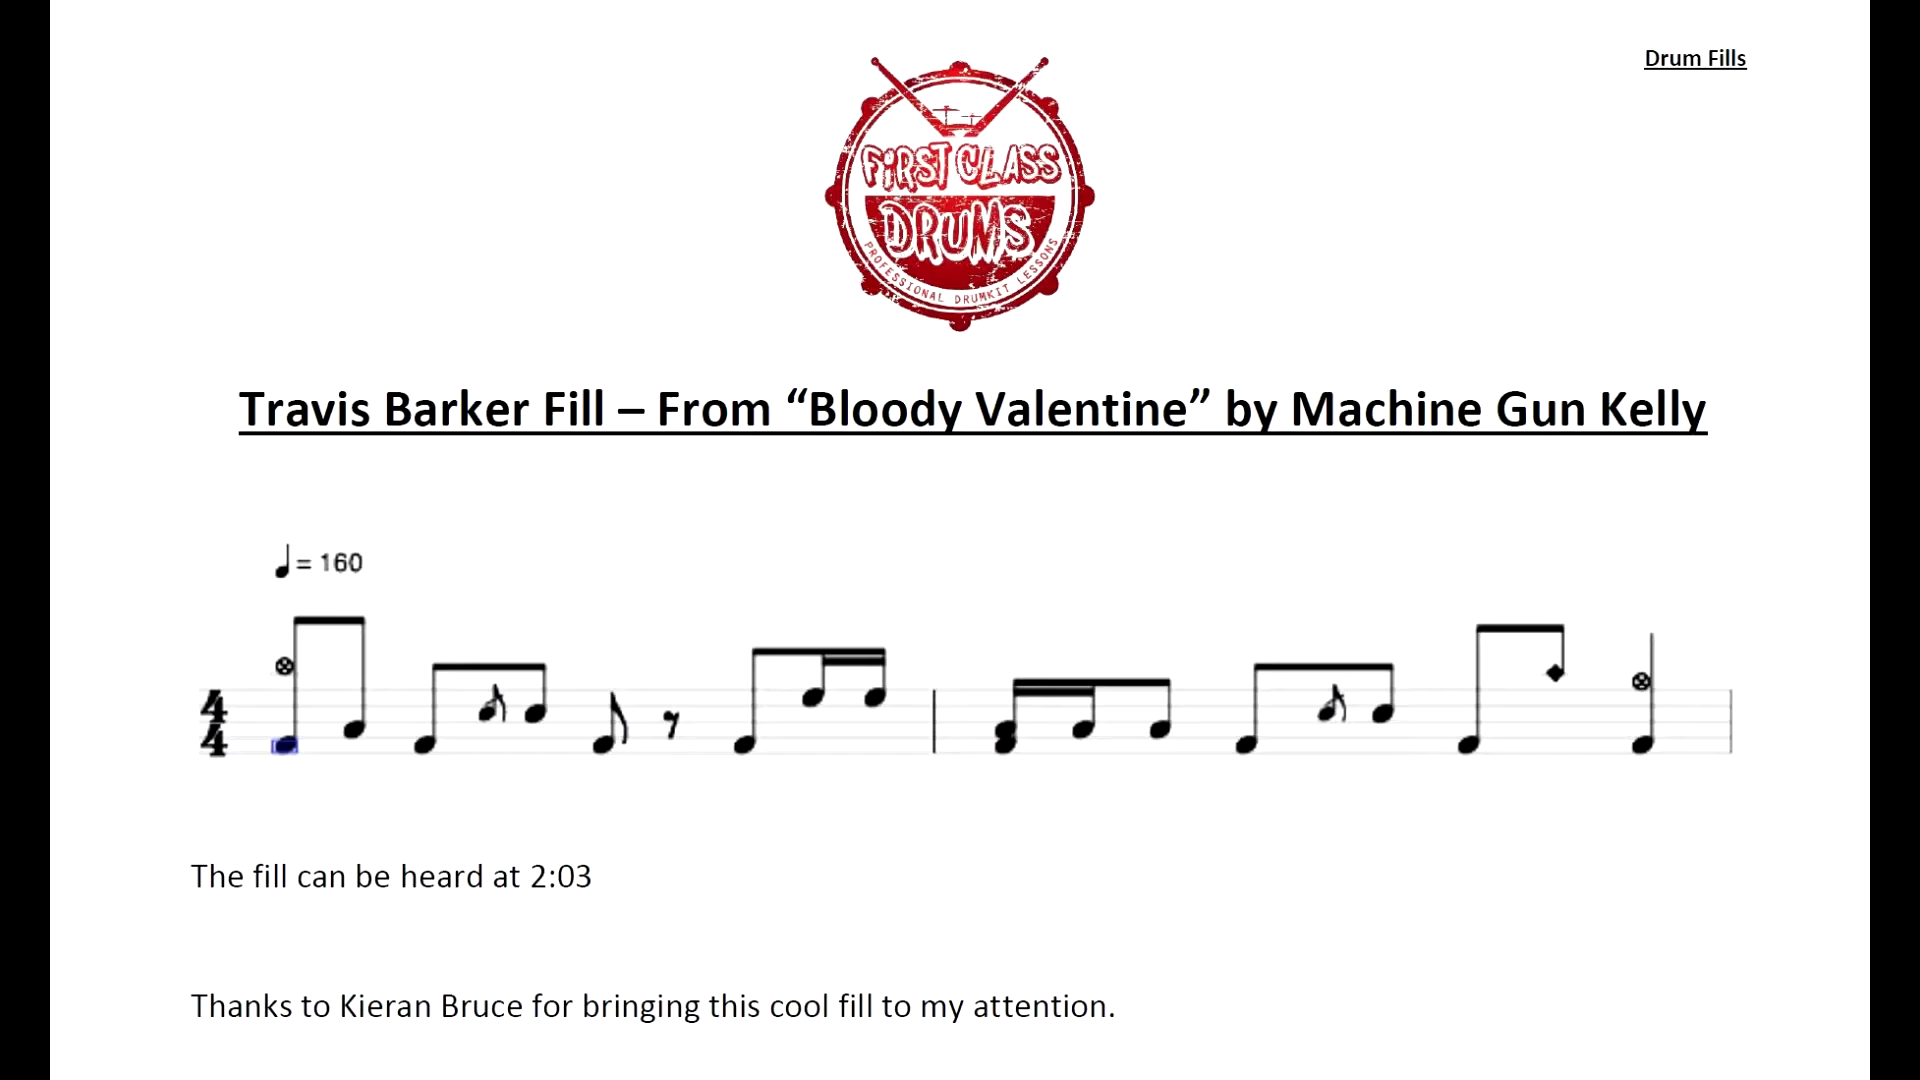 Drum Fills
FIRST CLASS
DRUMS
PROFESSIONAL DRUMKIT LESSONS
Travis Barker Fill – From “Bloody Valentine” by Machine Gun Kelly
♩ = 160
4
4
The fill can be heard at 2:03
Thanks to Kieran Bruce for bringing this cool fill to my attention.